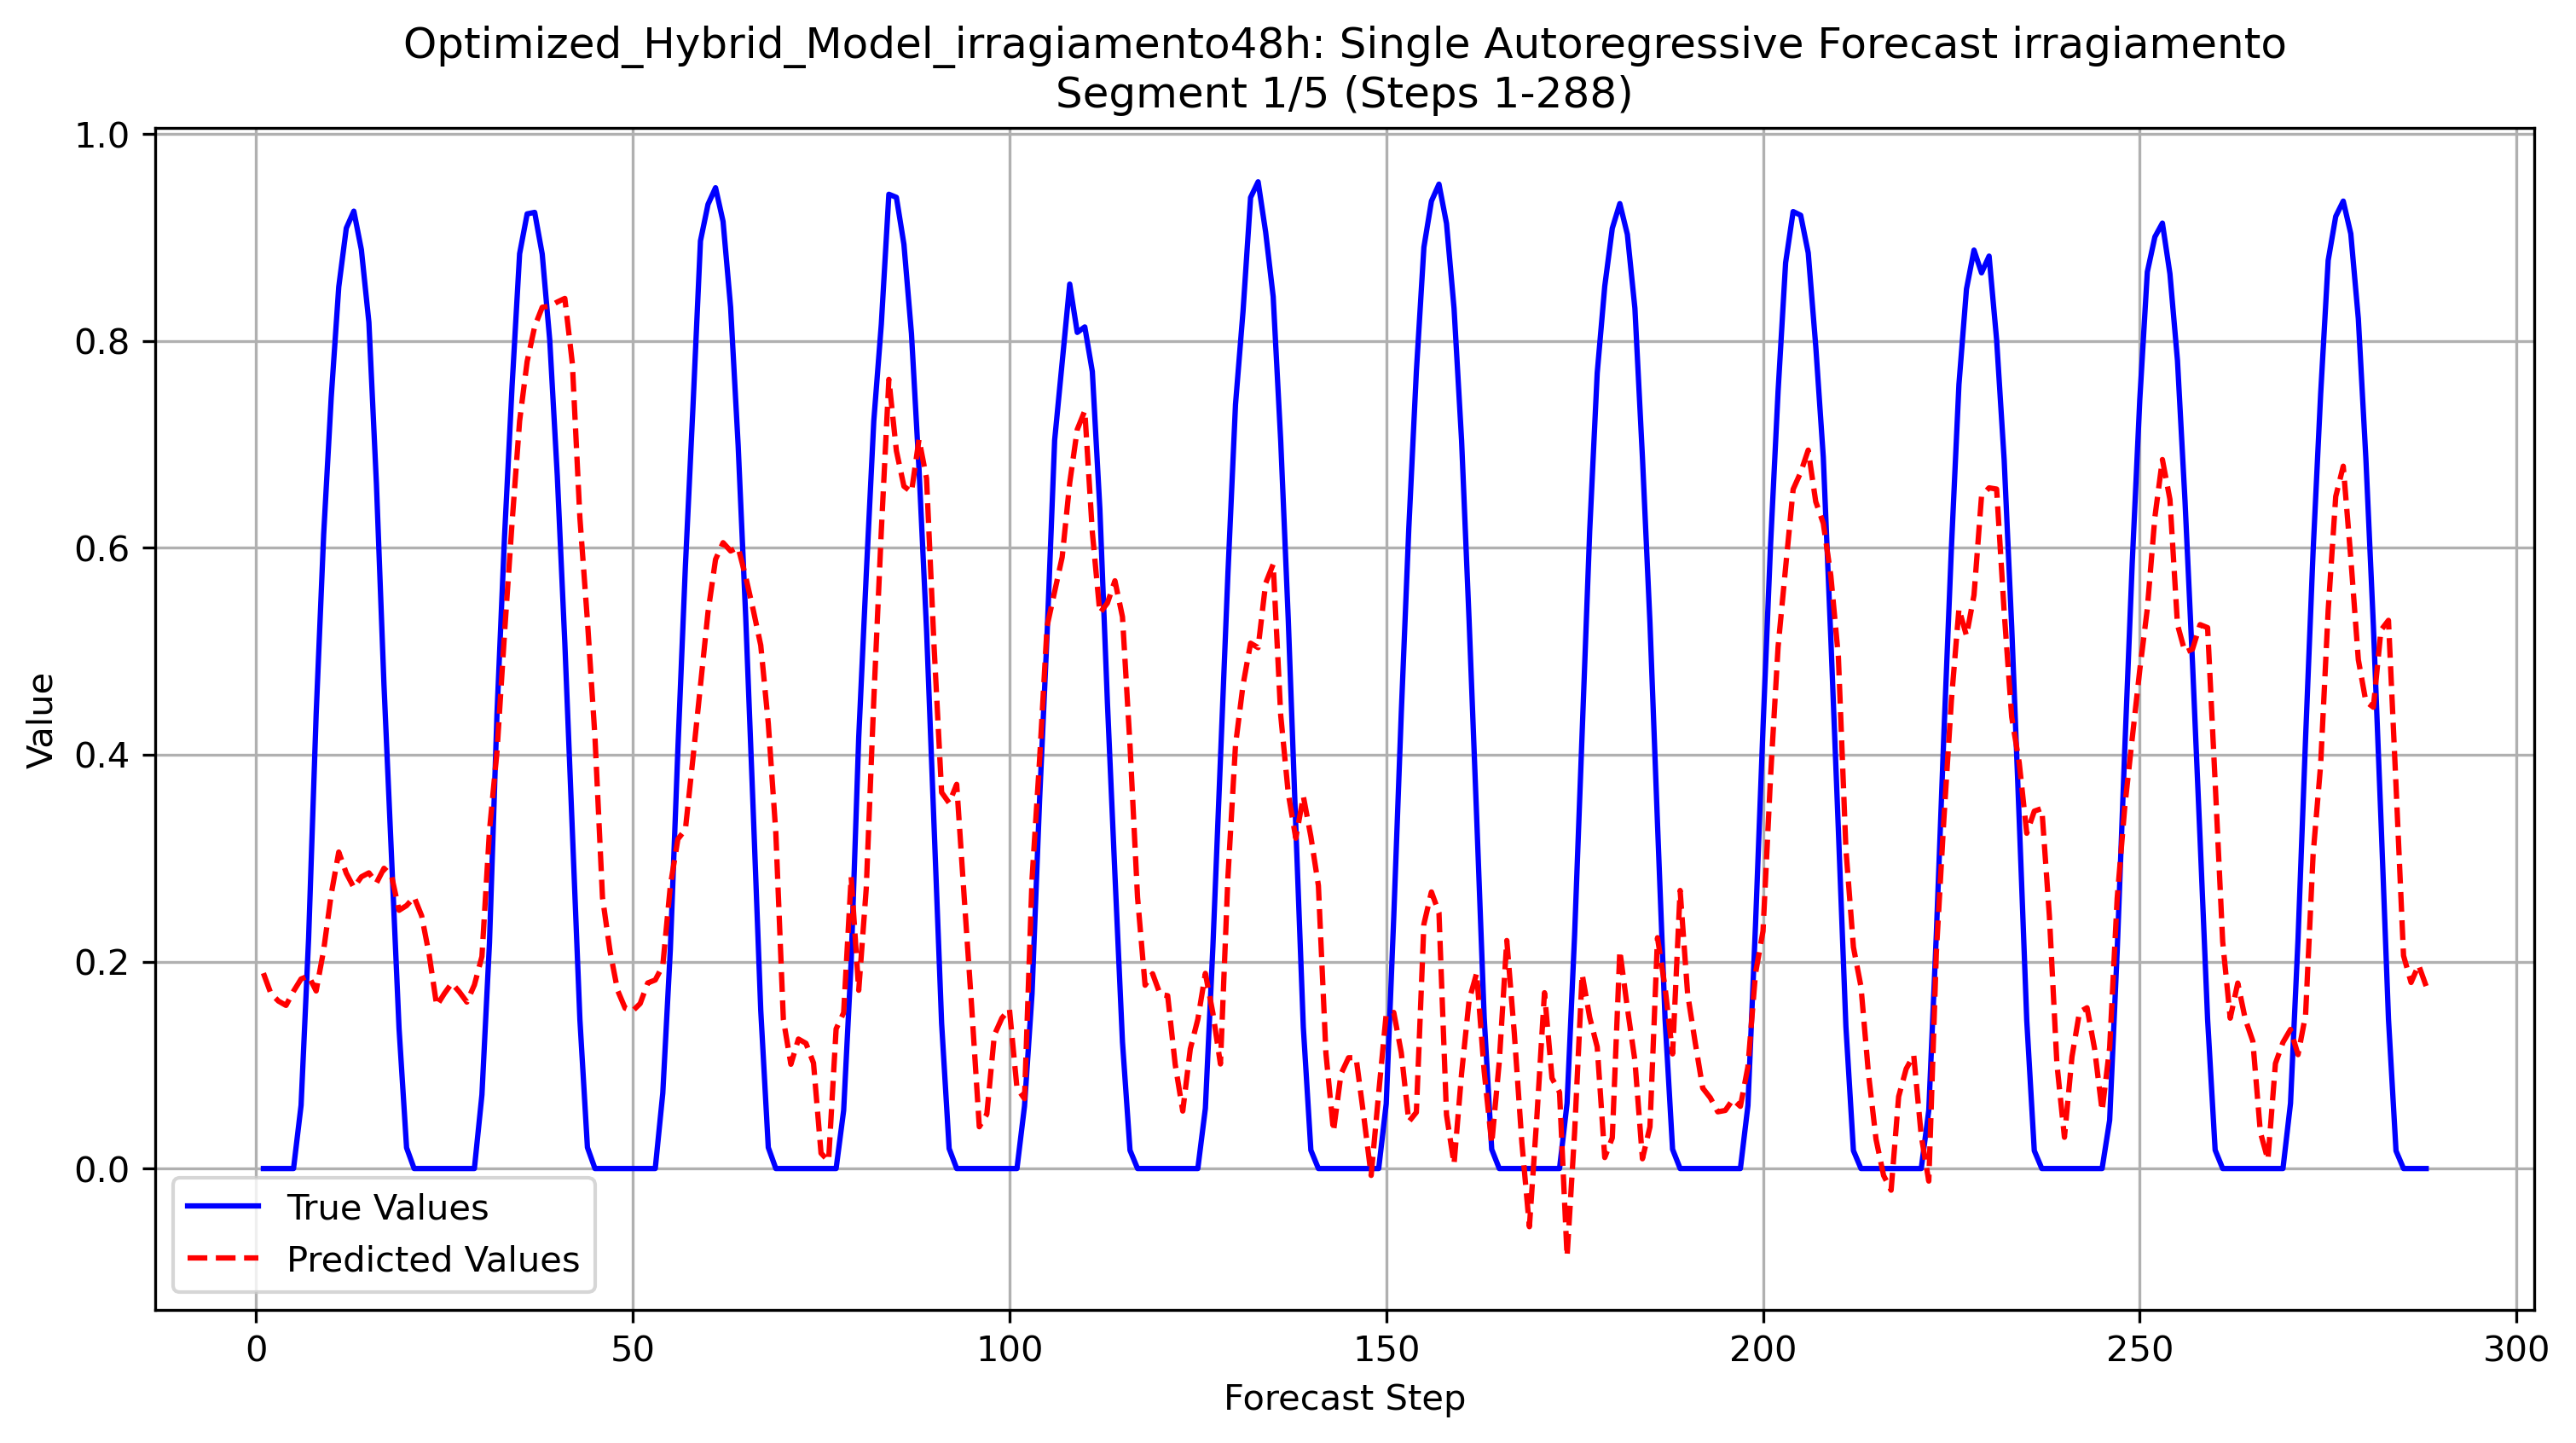 Optimized_Hybrid_Model_irragiamento48h: Single Autoregressive Forecast irragiamento
Segment 1/5 (Steps 1-288)
1.0
0.8
0.6
0.4
0.2
0.0
Value
True Values
Predicted Values
0 50 100 150 200 250 300
Forecast Step